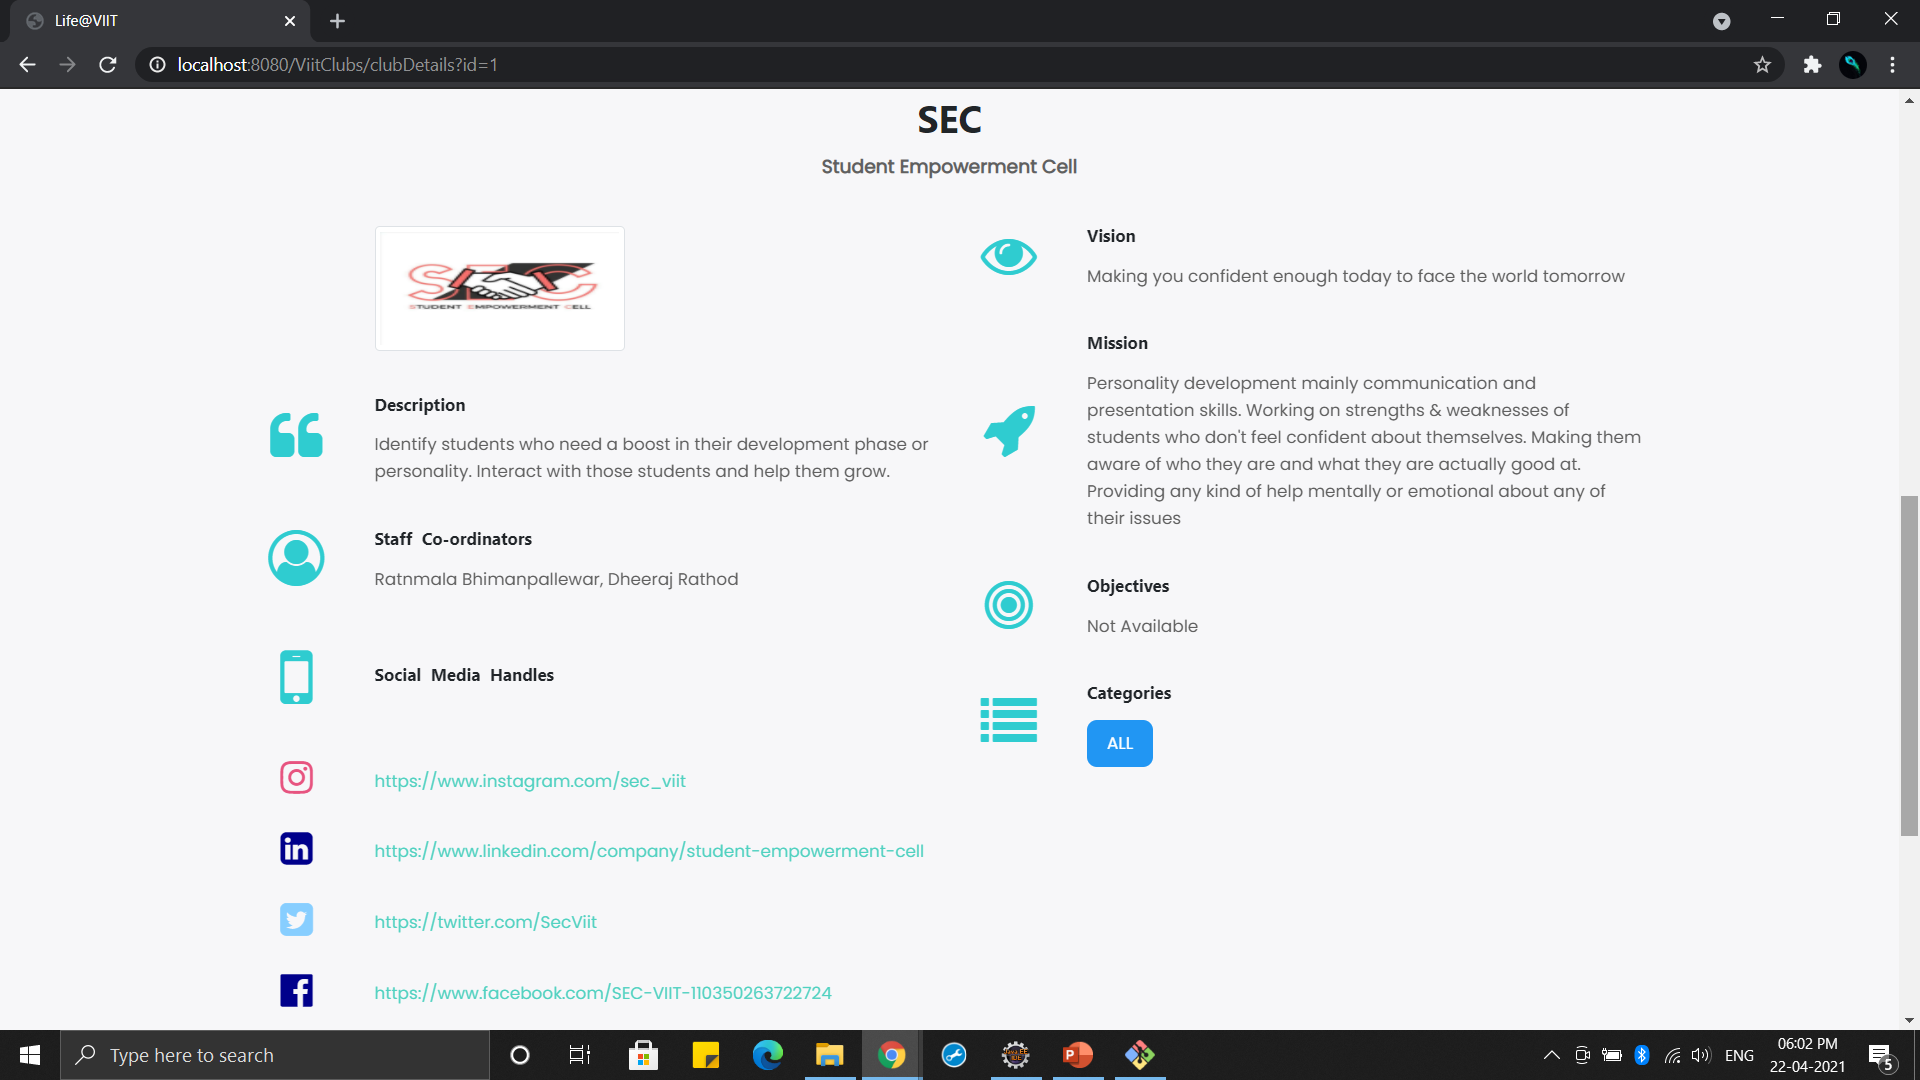 Life@VIIT
localhost:8080/ViitClubs/clubDetails?id=1
SEC
Student Empowerment Cell
SEC
STUDENT EMPOWERMENT CELL
Description
Identify students who need a boost in their development phase or
personality. Interact with those students and help them grow.
Staff Co-ordinators
Ratnmala Bhimanpallewar, Dheeraj Rathod
Social Media Handles
https://www.instagram.com/sec_viit
https://www.linkedin.com/company/student-empowerment-cell
https://twitter.com/SecViit
https://www.facebook.com/SEC-VIIT-110350263722724
Vision
Making you confident enough today to face the world tomorrow
Mission
Personality development mainly communication and
presentation skills. Working on strengths & weaknesses of
students who don't feel confident about themselves. Making them
aware of who they are and what they are actually good at.
Providing any kind of help mentally or emotional about any of
their issues
Objectives
Not Available
Categories
ALL
Type here to search
ENG
06:02 PM
22-04-2021
5